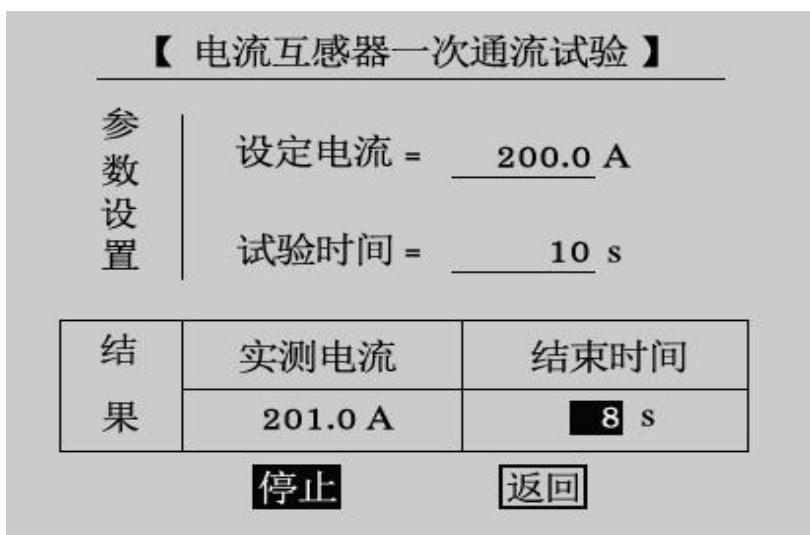 【 电流互感器一次通流试验 】
参数设置
设定电流 = 200.0 A
试验时间 = 10 s
结果
实测电流 结束时间
201.0 A 8 s
停止 返回